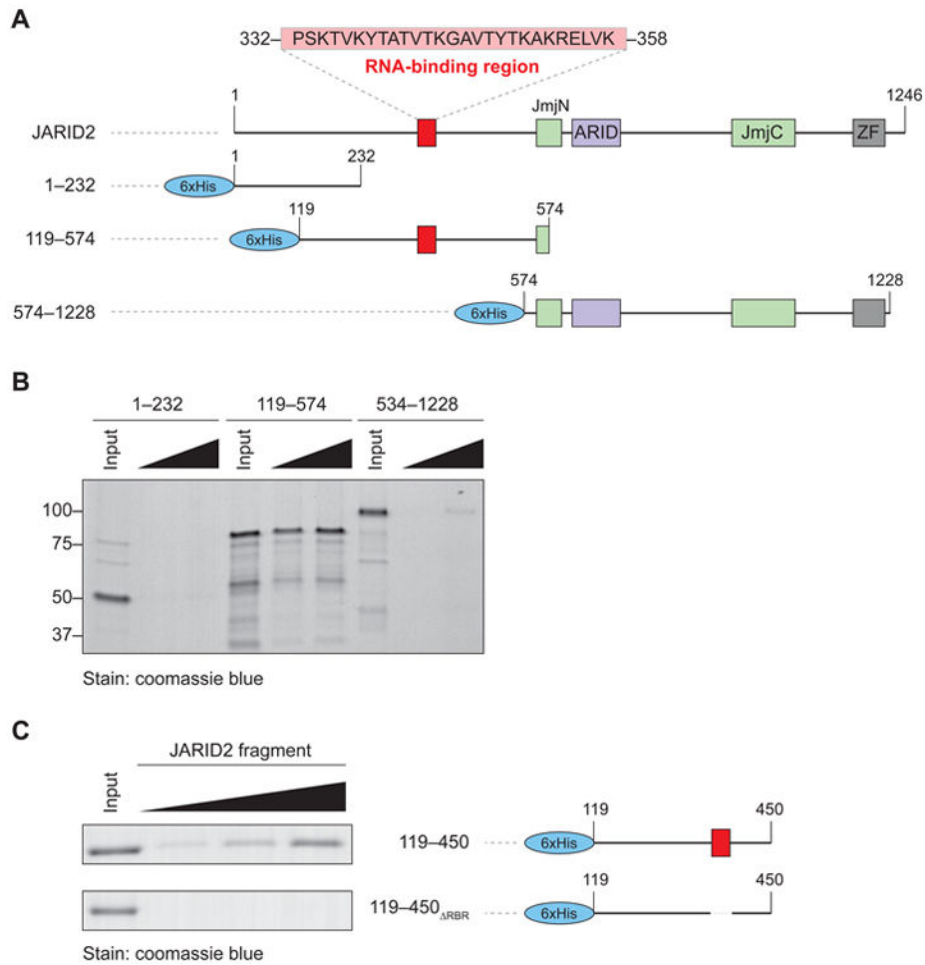 A
332– PSKTVKYTATVTKGAVTYTKAKRELVK –358
RNA-binding region
1 JmjN 1246
JARID2 ARID JmjC ZF
1 232
1–232 6xHis
119 574
119–574 6xHis
574 1228
574–1228 6xHis
B
1–232 119–574 534–1228
Input Input Input
100
75
50
37
Stain: coomassie blue
C
JARID2 fragment
Input
119 450
119–450 6xHis
119 450
119–450ΔRBR 6xHis
Stain: coomassie blue